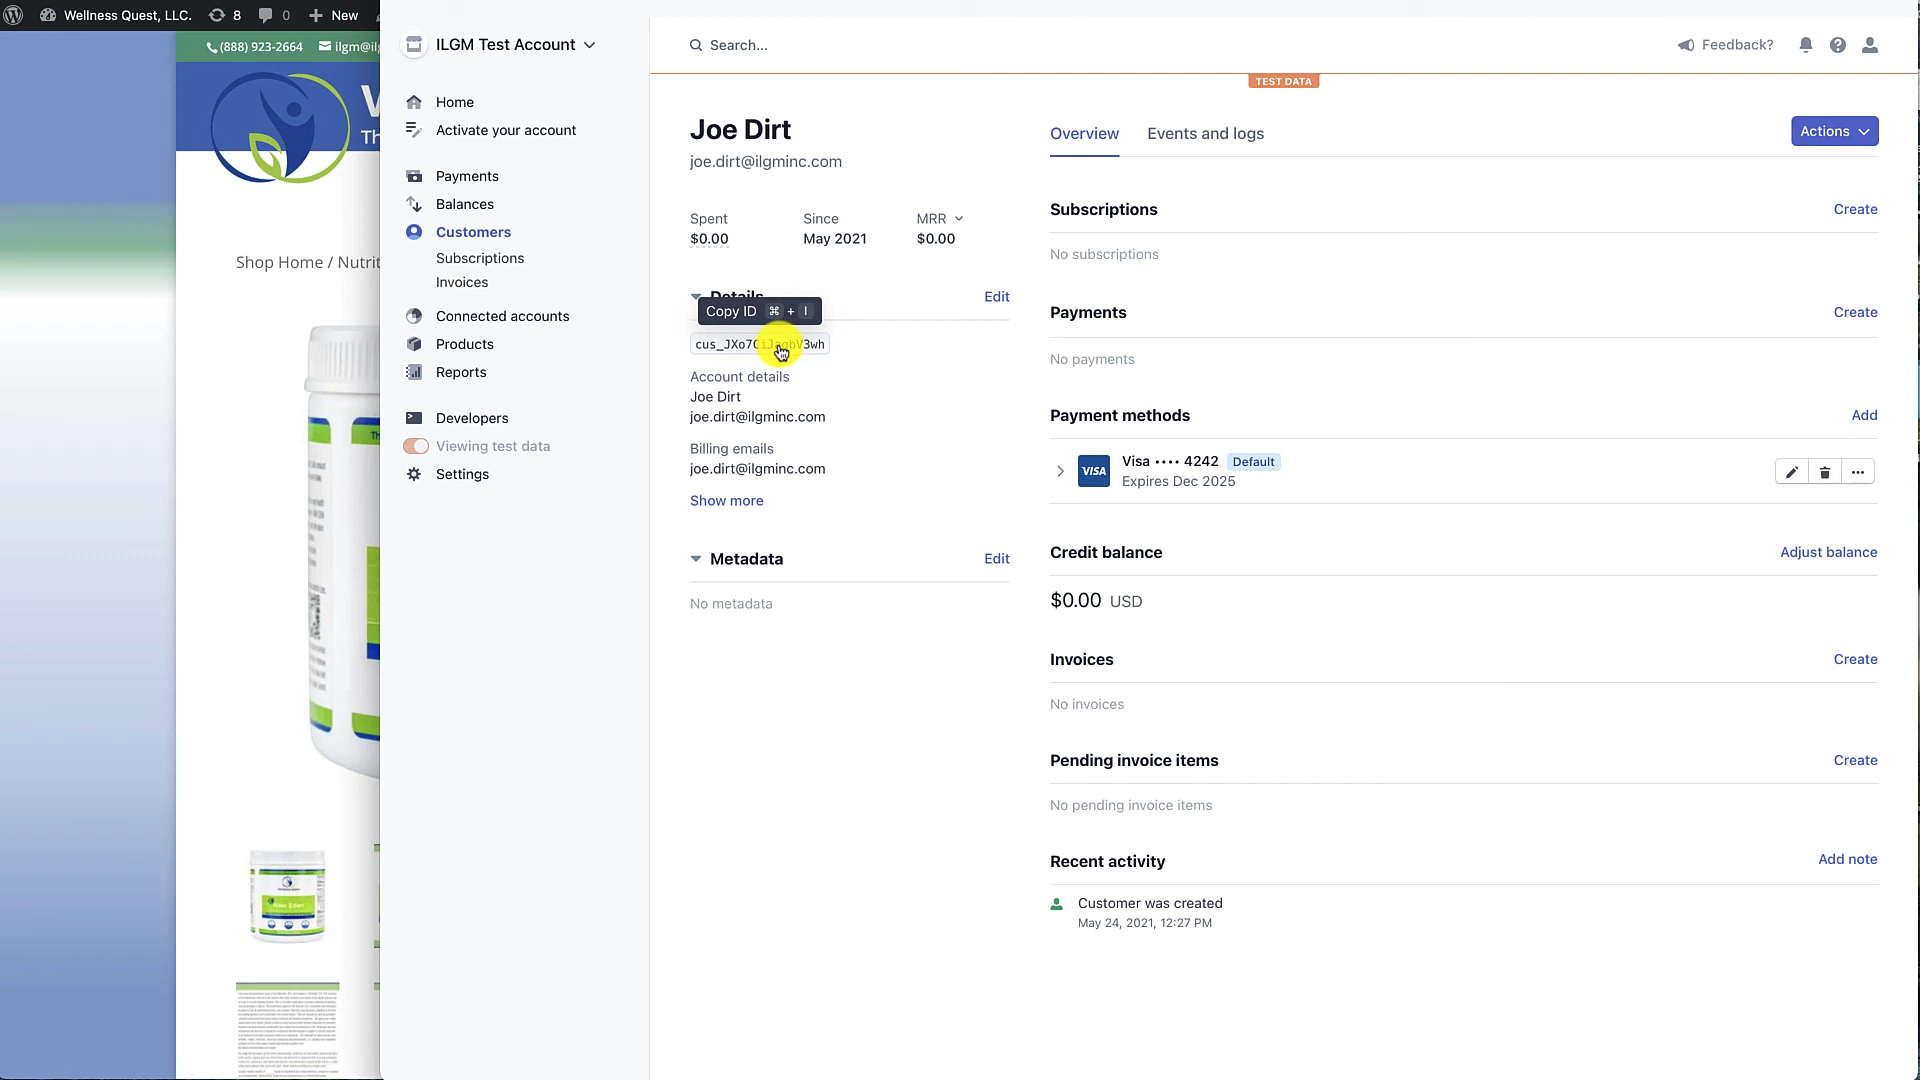 Wellness Quest, LLC.
8
0
New
(888) 923-2664
Shop Home /
ILGM Test Account
Home
Activate your account
Payments
Balances
Customers
Subscriptions
Invoices
Connected accounts
Products
Reports
Developers
Viewing test data
Settings
Search...
Feedback?
TEST DATA
Joe Dirt
joe.dirt@ilgminc.com
Spent
$0.00
Since
May 2021
MRR
$0.00
Details
Edit
Copy ID ⌘ + I
Account details
Joe Dirt
joe.dirt@ilgminc.com
Billing emails
joe.dirt@ilgminc.com
Show more
Metadata
Edit
No metadata
Overview
Events and logs
Actions
Subscriptions
Create
No subscriptions
Payments
Create
No payments
Payment methods
Add
VISA
Visa •••• 4242 Default
Expires Dec 2025
Credit balance
Adjust balance
$0.00 USD
Invoices
Create
No invoices
Pending invoice items
Create
No pending invoice items
Recent activity
Add note
Customer was created
May 24, 2021, 12:27 PM